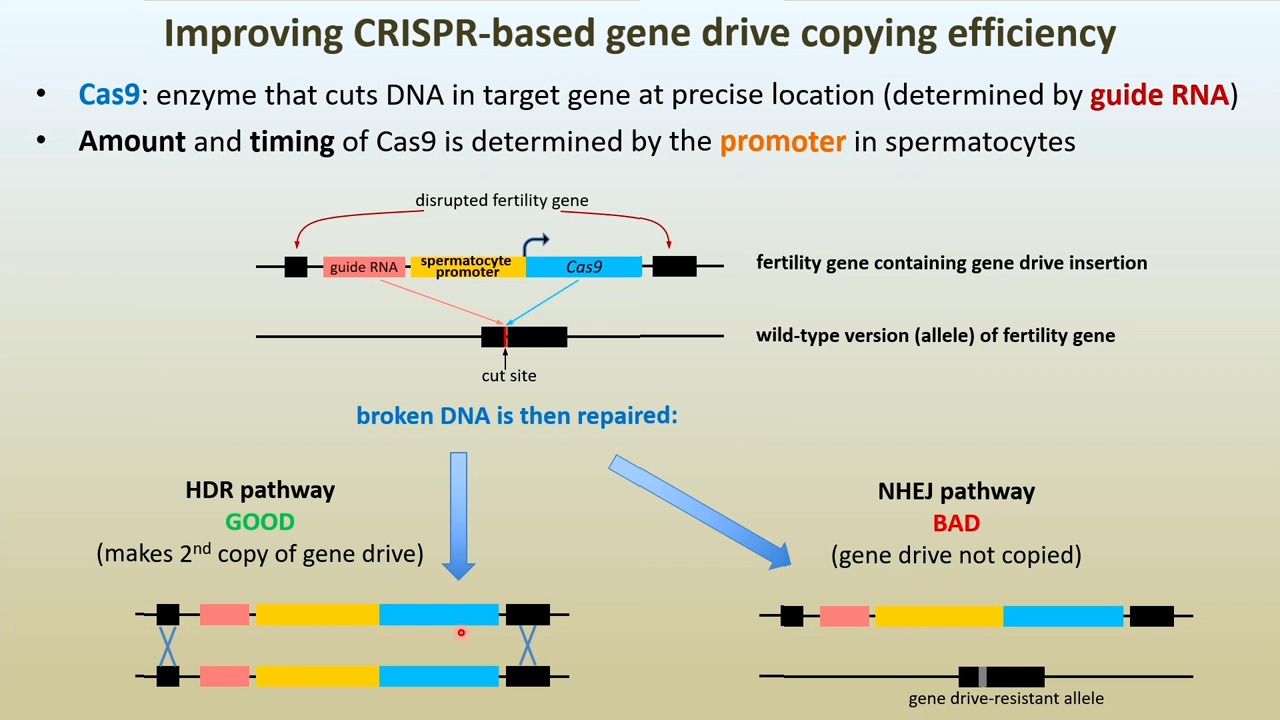 Improving CRISPR-based gene drive copying efficiency
• Cas9: enzyme that cuts DNA in target gene at precise location (determined by guide RNA)
• Amount and timing of Cas9 is determined by the promoter in spermatocytes
disrupted fertility gene
guide RNA
spermatocyte
promoter
Cas9
fertility gene containing gene drive insertion
wild-type version (allele) of fertility gene
cut site
broken DNA is then repaired:
HDR pathway
GOOD
(makes 2nd copy of gene drive)
NHEJ pathway
BAD
(gene drive not copied)
gene drive-resistant allele